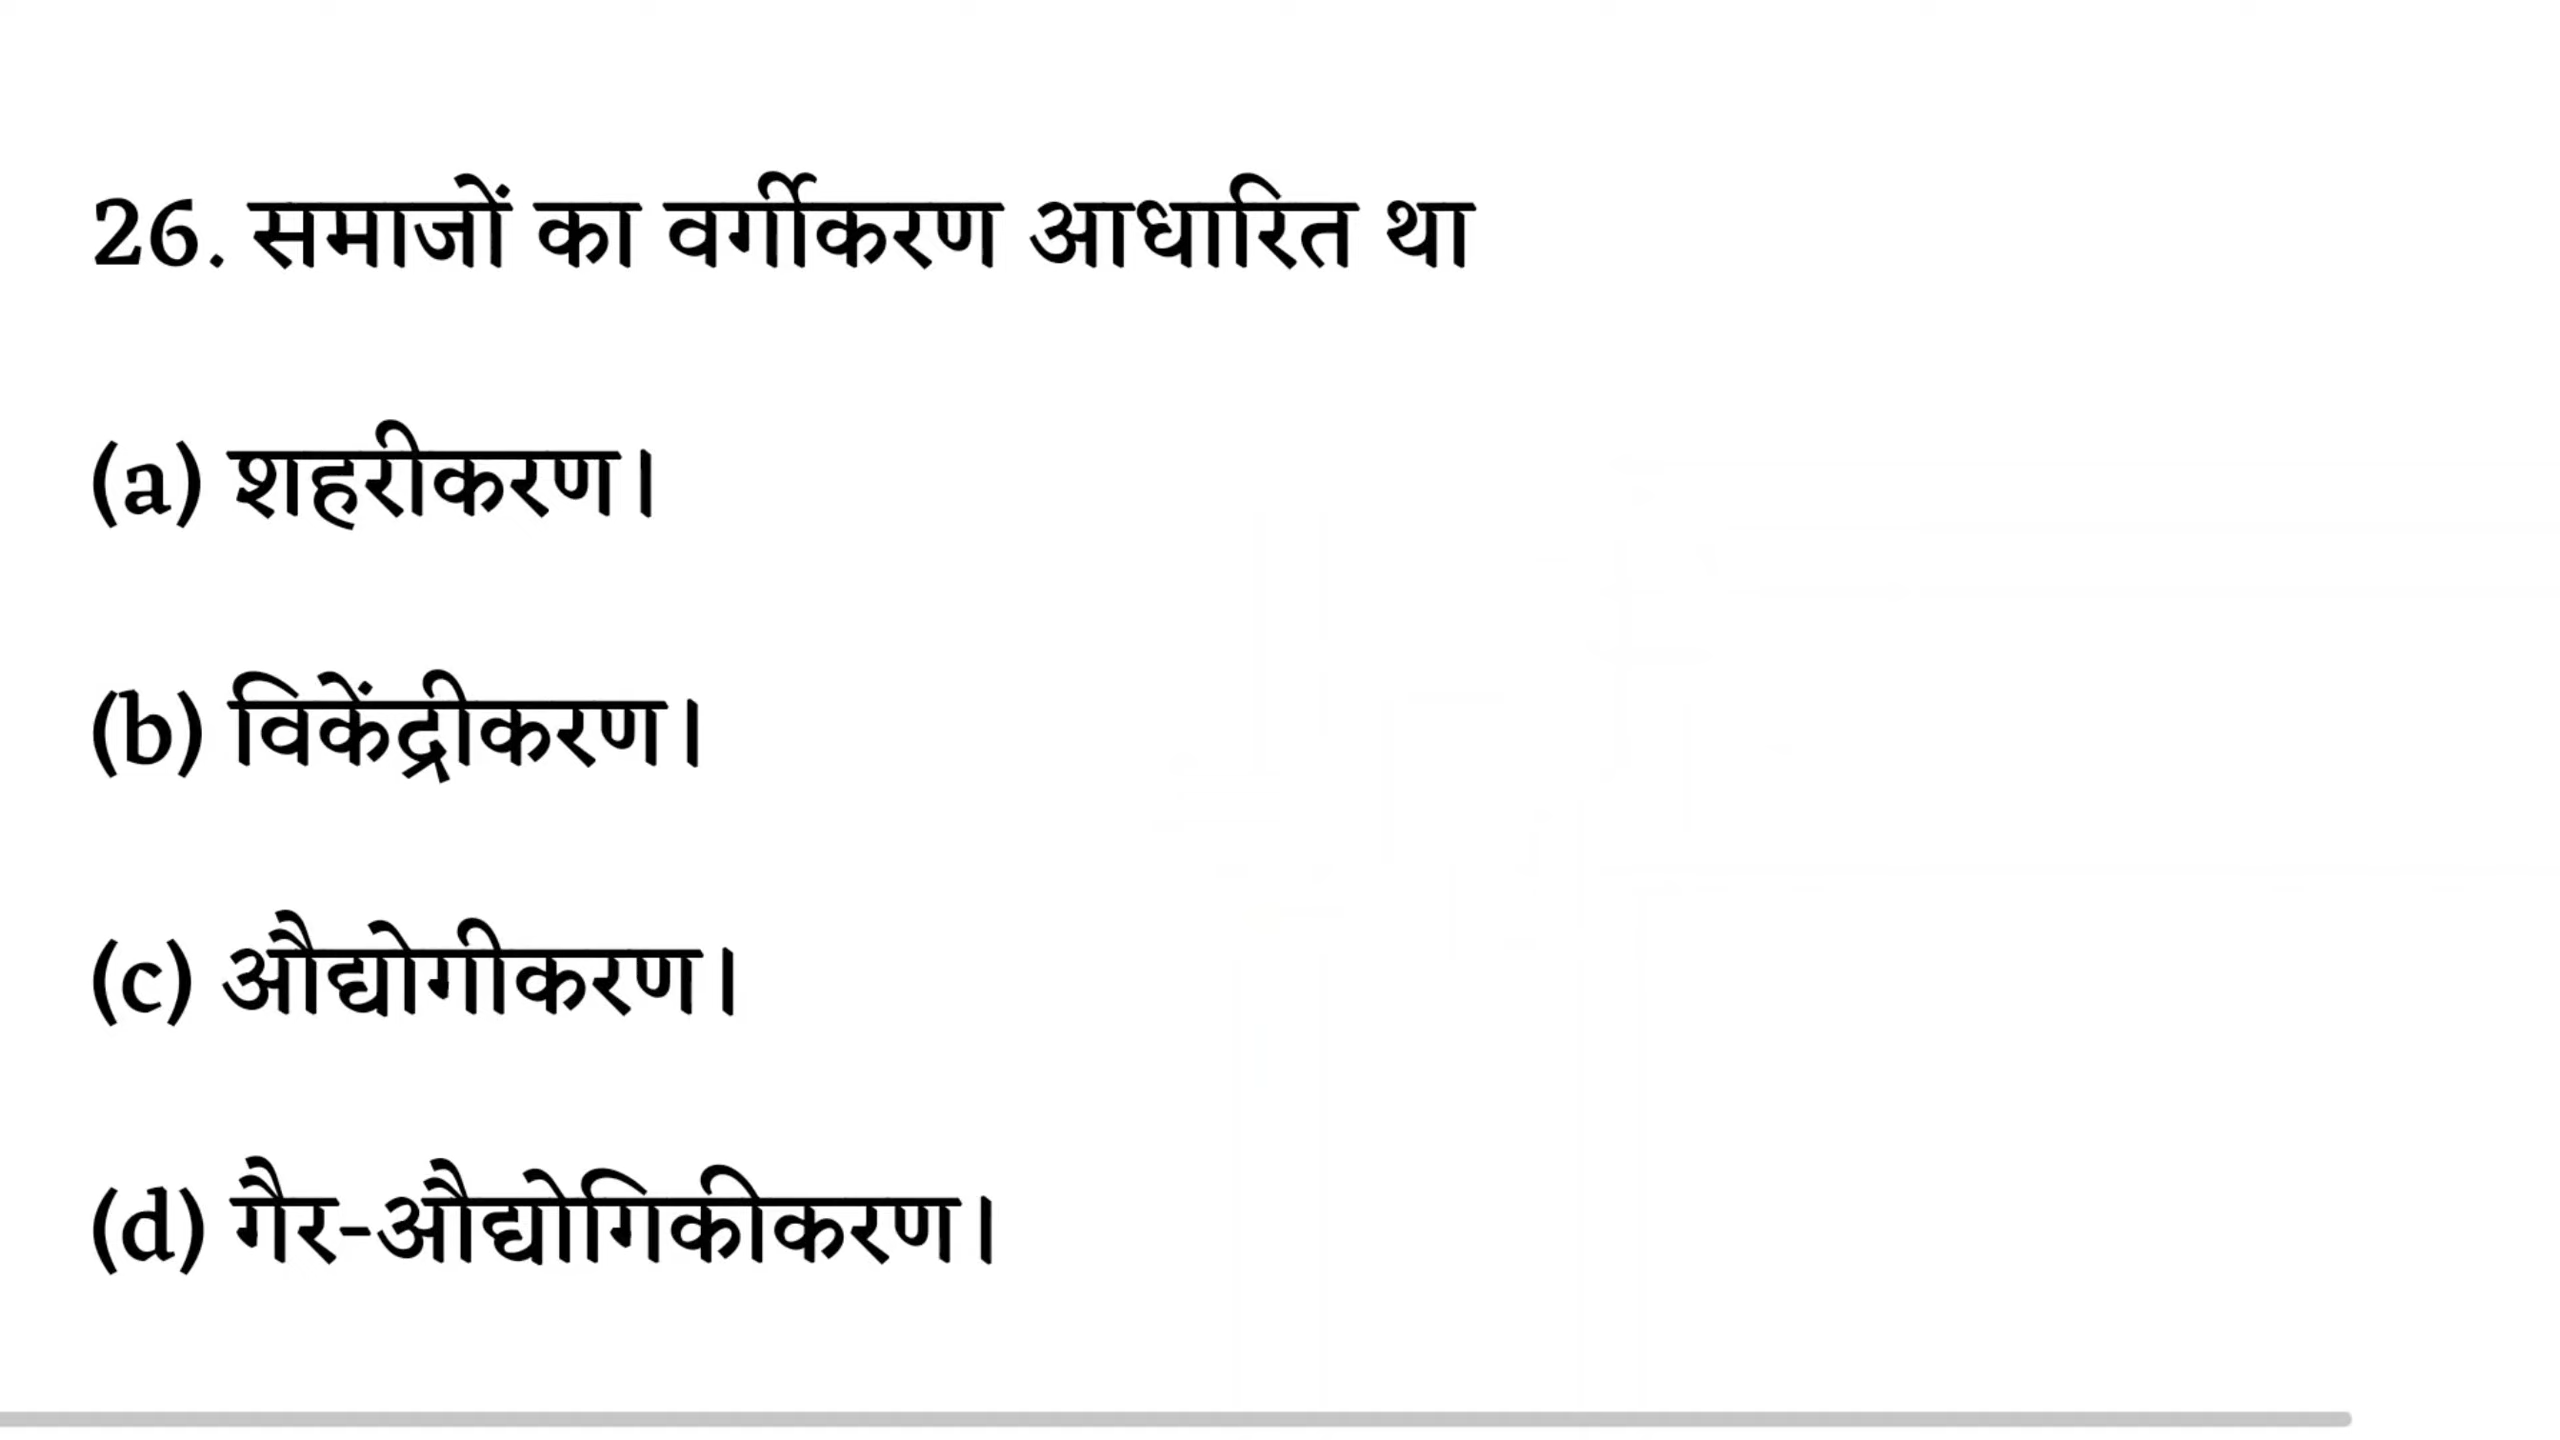 26. समाजों का वर्गीकरण आधारित था
(a) शहरीकरण।
(b) विकेंद्रीकरण।
(c) औद्योगीकरण।
(d) गैर-औद्योगिकीकरण।